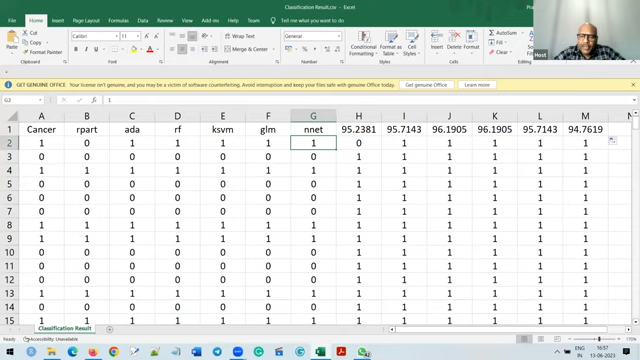 Classification Result.csv - Excel
File Home Insert Page Layout Formulas Data Review View Add-ins Help Tell me what you want to do
Cut
Copy
Format Painter
Paste
Clipboard
Calibri
Font
Wrap Text
Merge & Center
Alignment
General
Number
Conditional Formatting
Format as Table
Cell Styles
Styles
Insert Delete Format
Cells
AutoSum
Fill
Clear
Host
GET GENUINE OFFICE Your license isn't genuine, and you may be a victim of software counterfeiting. Avoid interruption and keep your files safe with genuine Office today. Get genuine Office Learn more
G2 1
A B C D E F G H I J K L M
1 Cancer rpart ada rf ksvm glm nnet 95.2381 95.7143 96.1905 96.1905 95.7143 94.7619
2 1 0 1 1 1 1 1 0 1 1 1 1 1
3 0 0 0 0 0 0 0 1 1 1 1 1 1
4 1 1 1 1 1 1 1 1 1 1 1 1 1
5 0 0 0 0 0 0 0 1 1 1 1 1 1
6 0 0 0 0 0 0 0 1 1 1 1 1 1
7 0 0 0 0 0 0 0 1 1 1 1 1 1
8 1 1 1 1 1 1 1 1 1 1 1 1 1
9 1 1 1 1 1 1 1 1 1 1 1 1 1
10 0 0 0 0 0 0 0 1 1 1 1 1 1
11 0 0 0 0 0 0 0 1 1 1 1 1 1
12 0 0 0 0 0 0 0 1 1 1 1 1 1
13 1 1 1 1 1 1 1 1 1 1 1 1 1
14 0 0 0 0 0 0 0 1 1 1 1 1 1
15 1 1 1 1 1 1 1 1 1 1 1 1 1
Classification Result
Accessibility: Unavailable
ENG
IN
16:57
13-06-2023